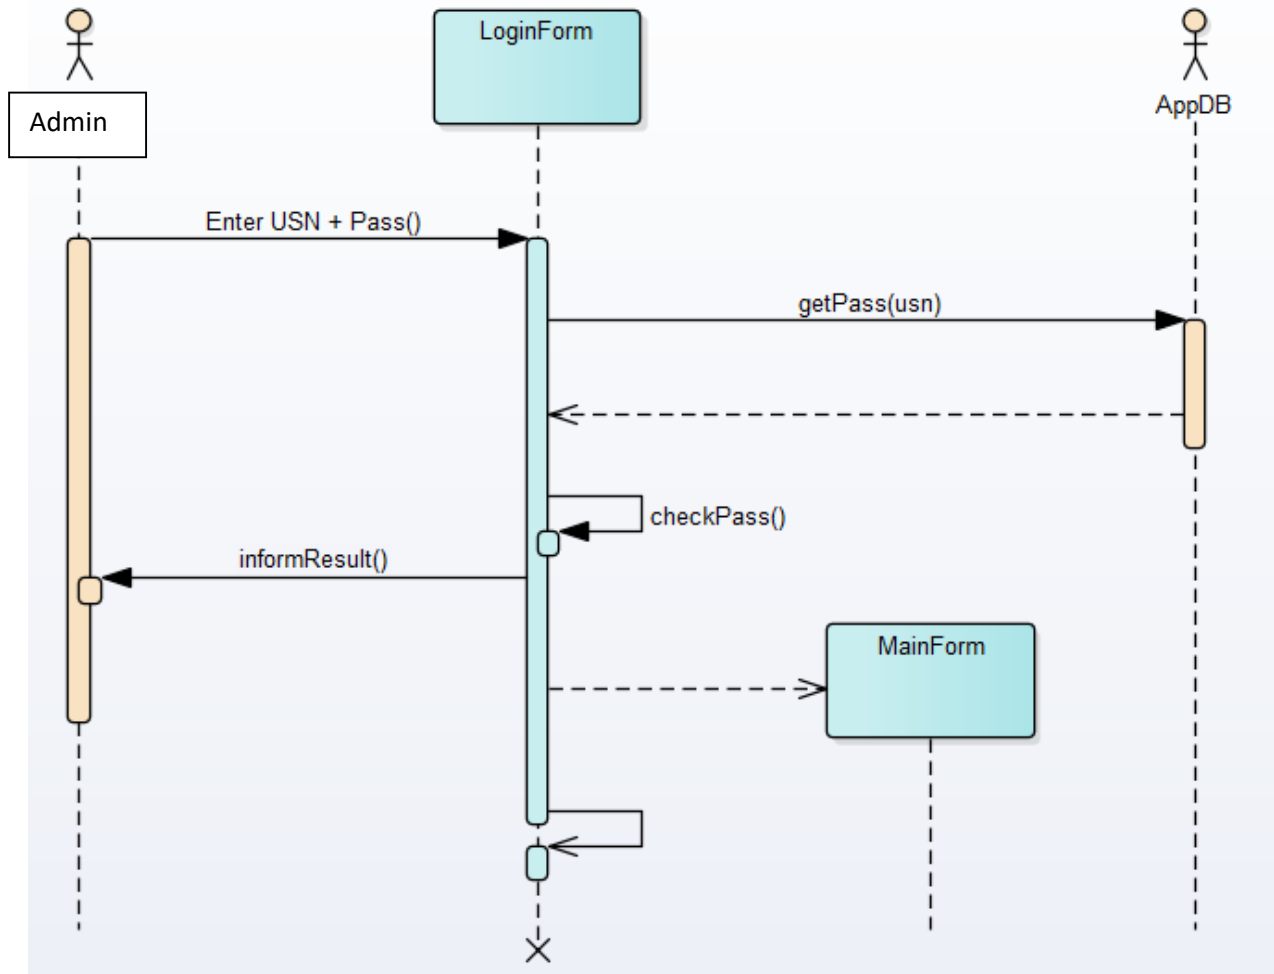 LoginForm
AppDB
Admin
Enter USN + Pass()
getPass(usn)
checkPass()
informResult()
MainForm